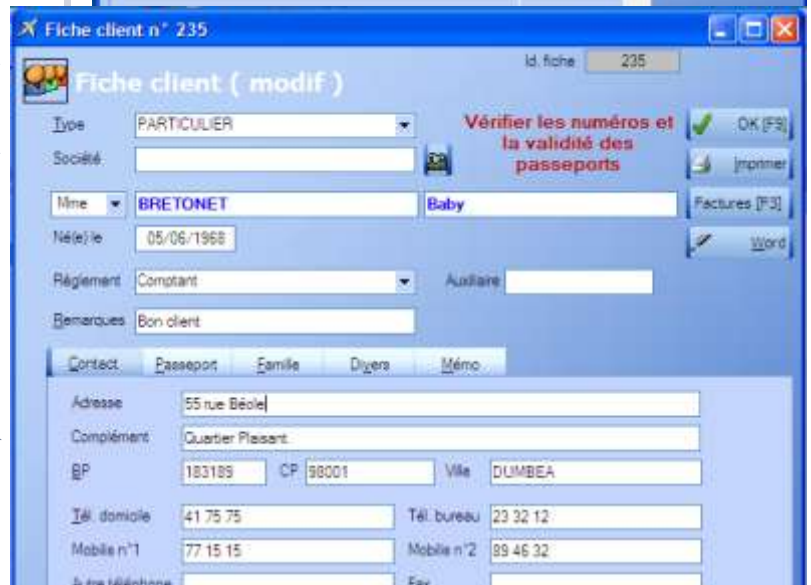 Fiche client n° 235
Id. fiche 235
Fiche client ( modif )
Type PARTICULIER
Vérifier les numéros et la validité des passeports
OK [F9]
Société
Imprimer
Mme BRETONET Baby
Factures [F3]
Né(e) le 05/06/1968
Word
Réglement Comptant Auxiliaire
Remarques Bon client
Contact Passeport Famille Divers Mémo
Adresse 55 rue Béole
Complément Quartier Plaisant
BP 183189 CP 98001 Ville DUMBEA
Tél. domicile 41 75 75 Tél. bureau 23 32 12
Mobile n°1 77 15 15 Mobile n°2 89 46 32
Autre téléphone Fax